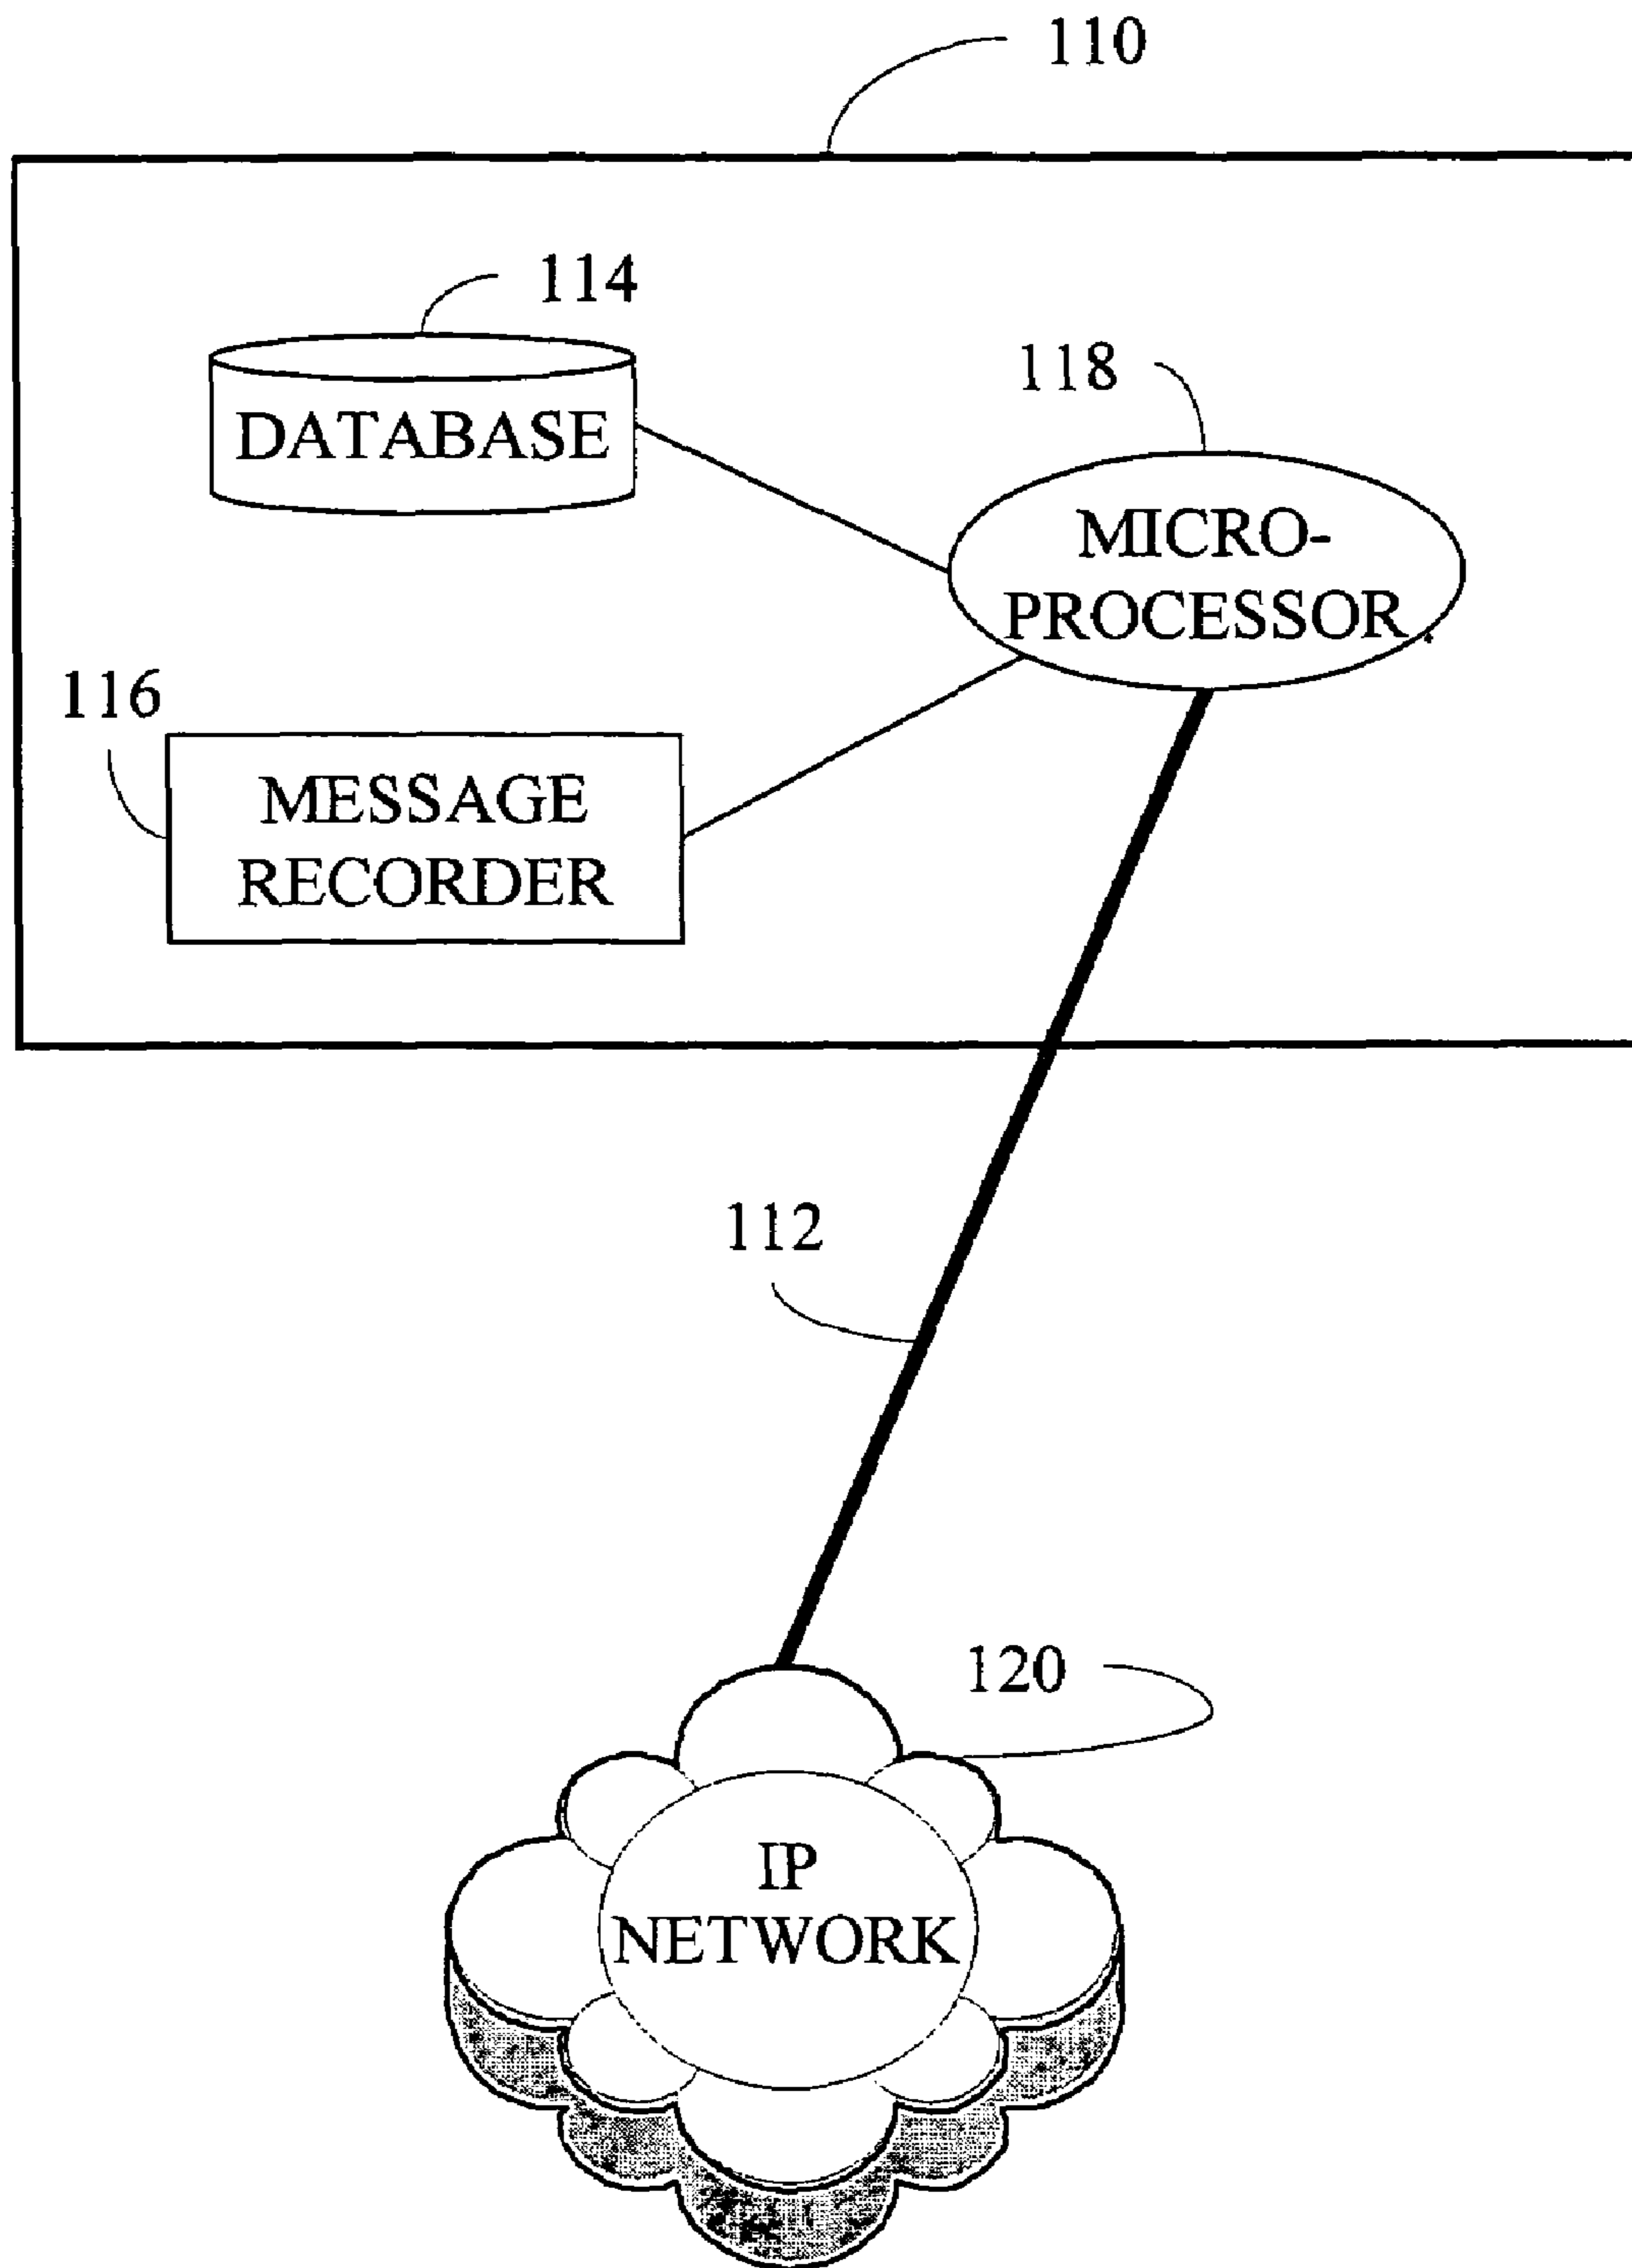 110
114
DATABASE
118
MICRO-
PROCESSOR
116
MESSAGE
RECORDER
112
120
IP
NETWORK